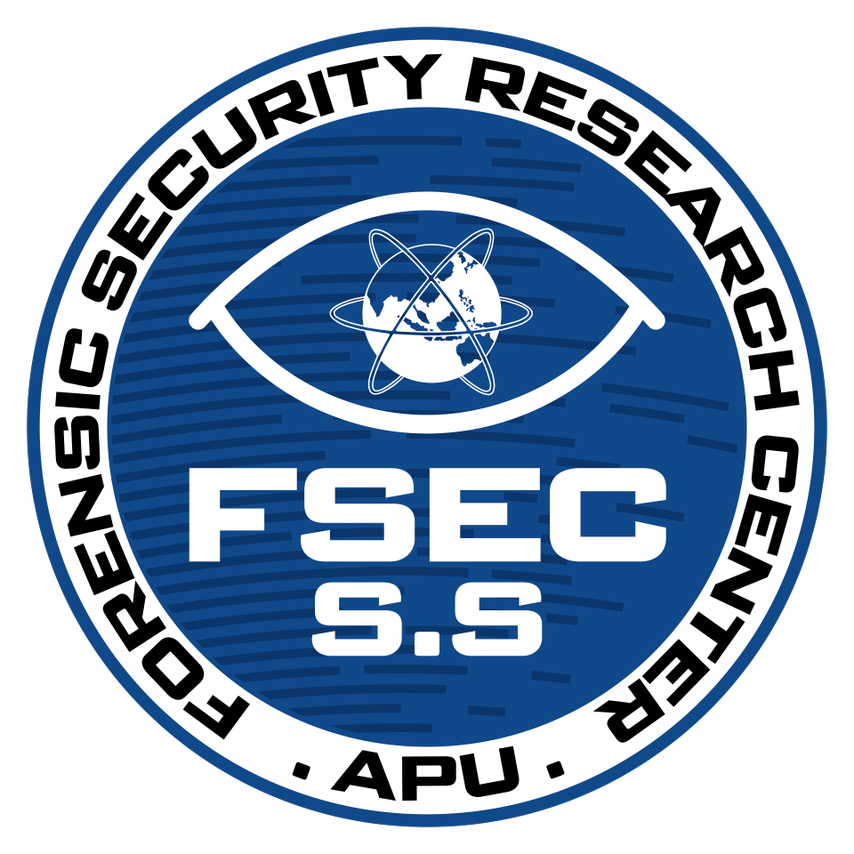 FORENSIC SECURITY RESEARCH CENTER
FSEC
S.S
· APU ·